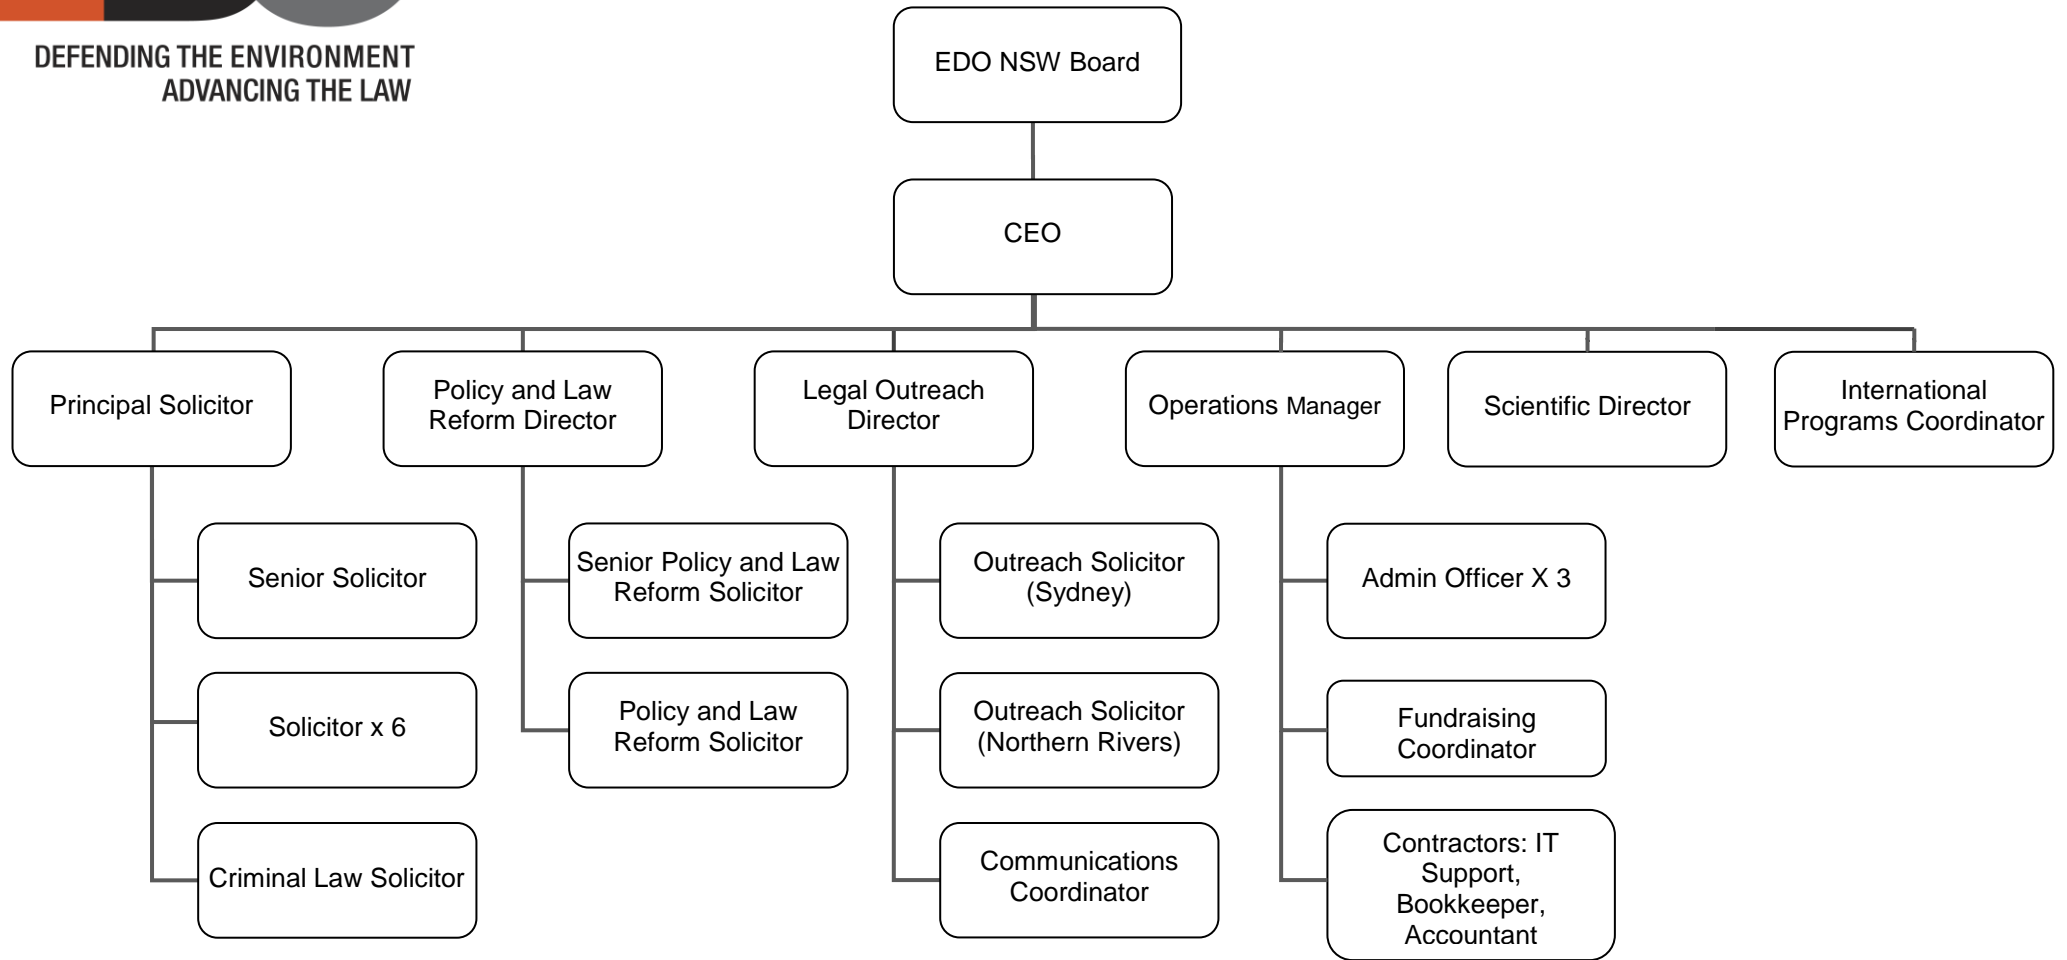 DEFENDING THE ENVIRONMENT
ADVANCING THE LAW
EDO NSW Board
CEO
Principal Solicitor
Policy and Law
Reform Director
Legal Outreach
Director
Operations Manager
Scientific Director
International
Programs Coordinator
Senior Solicitor
Solicitor x 6
Criminal Law Solicitor
Senior Policy and Law
Reform Solicitor
Policy and Law
Reform Solicitor
Outreach Solicitor
(Sydney)
Outreach Solicitor
(Northern Rivers)
Communications
Coordinator
Admin Officer X 3
Fundraising
Coordinator
Contractors: IT
Support,
Bookkeeper,
Accountant